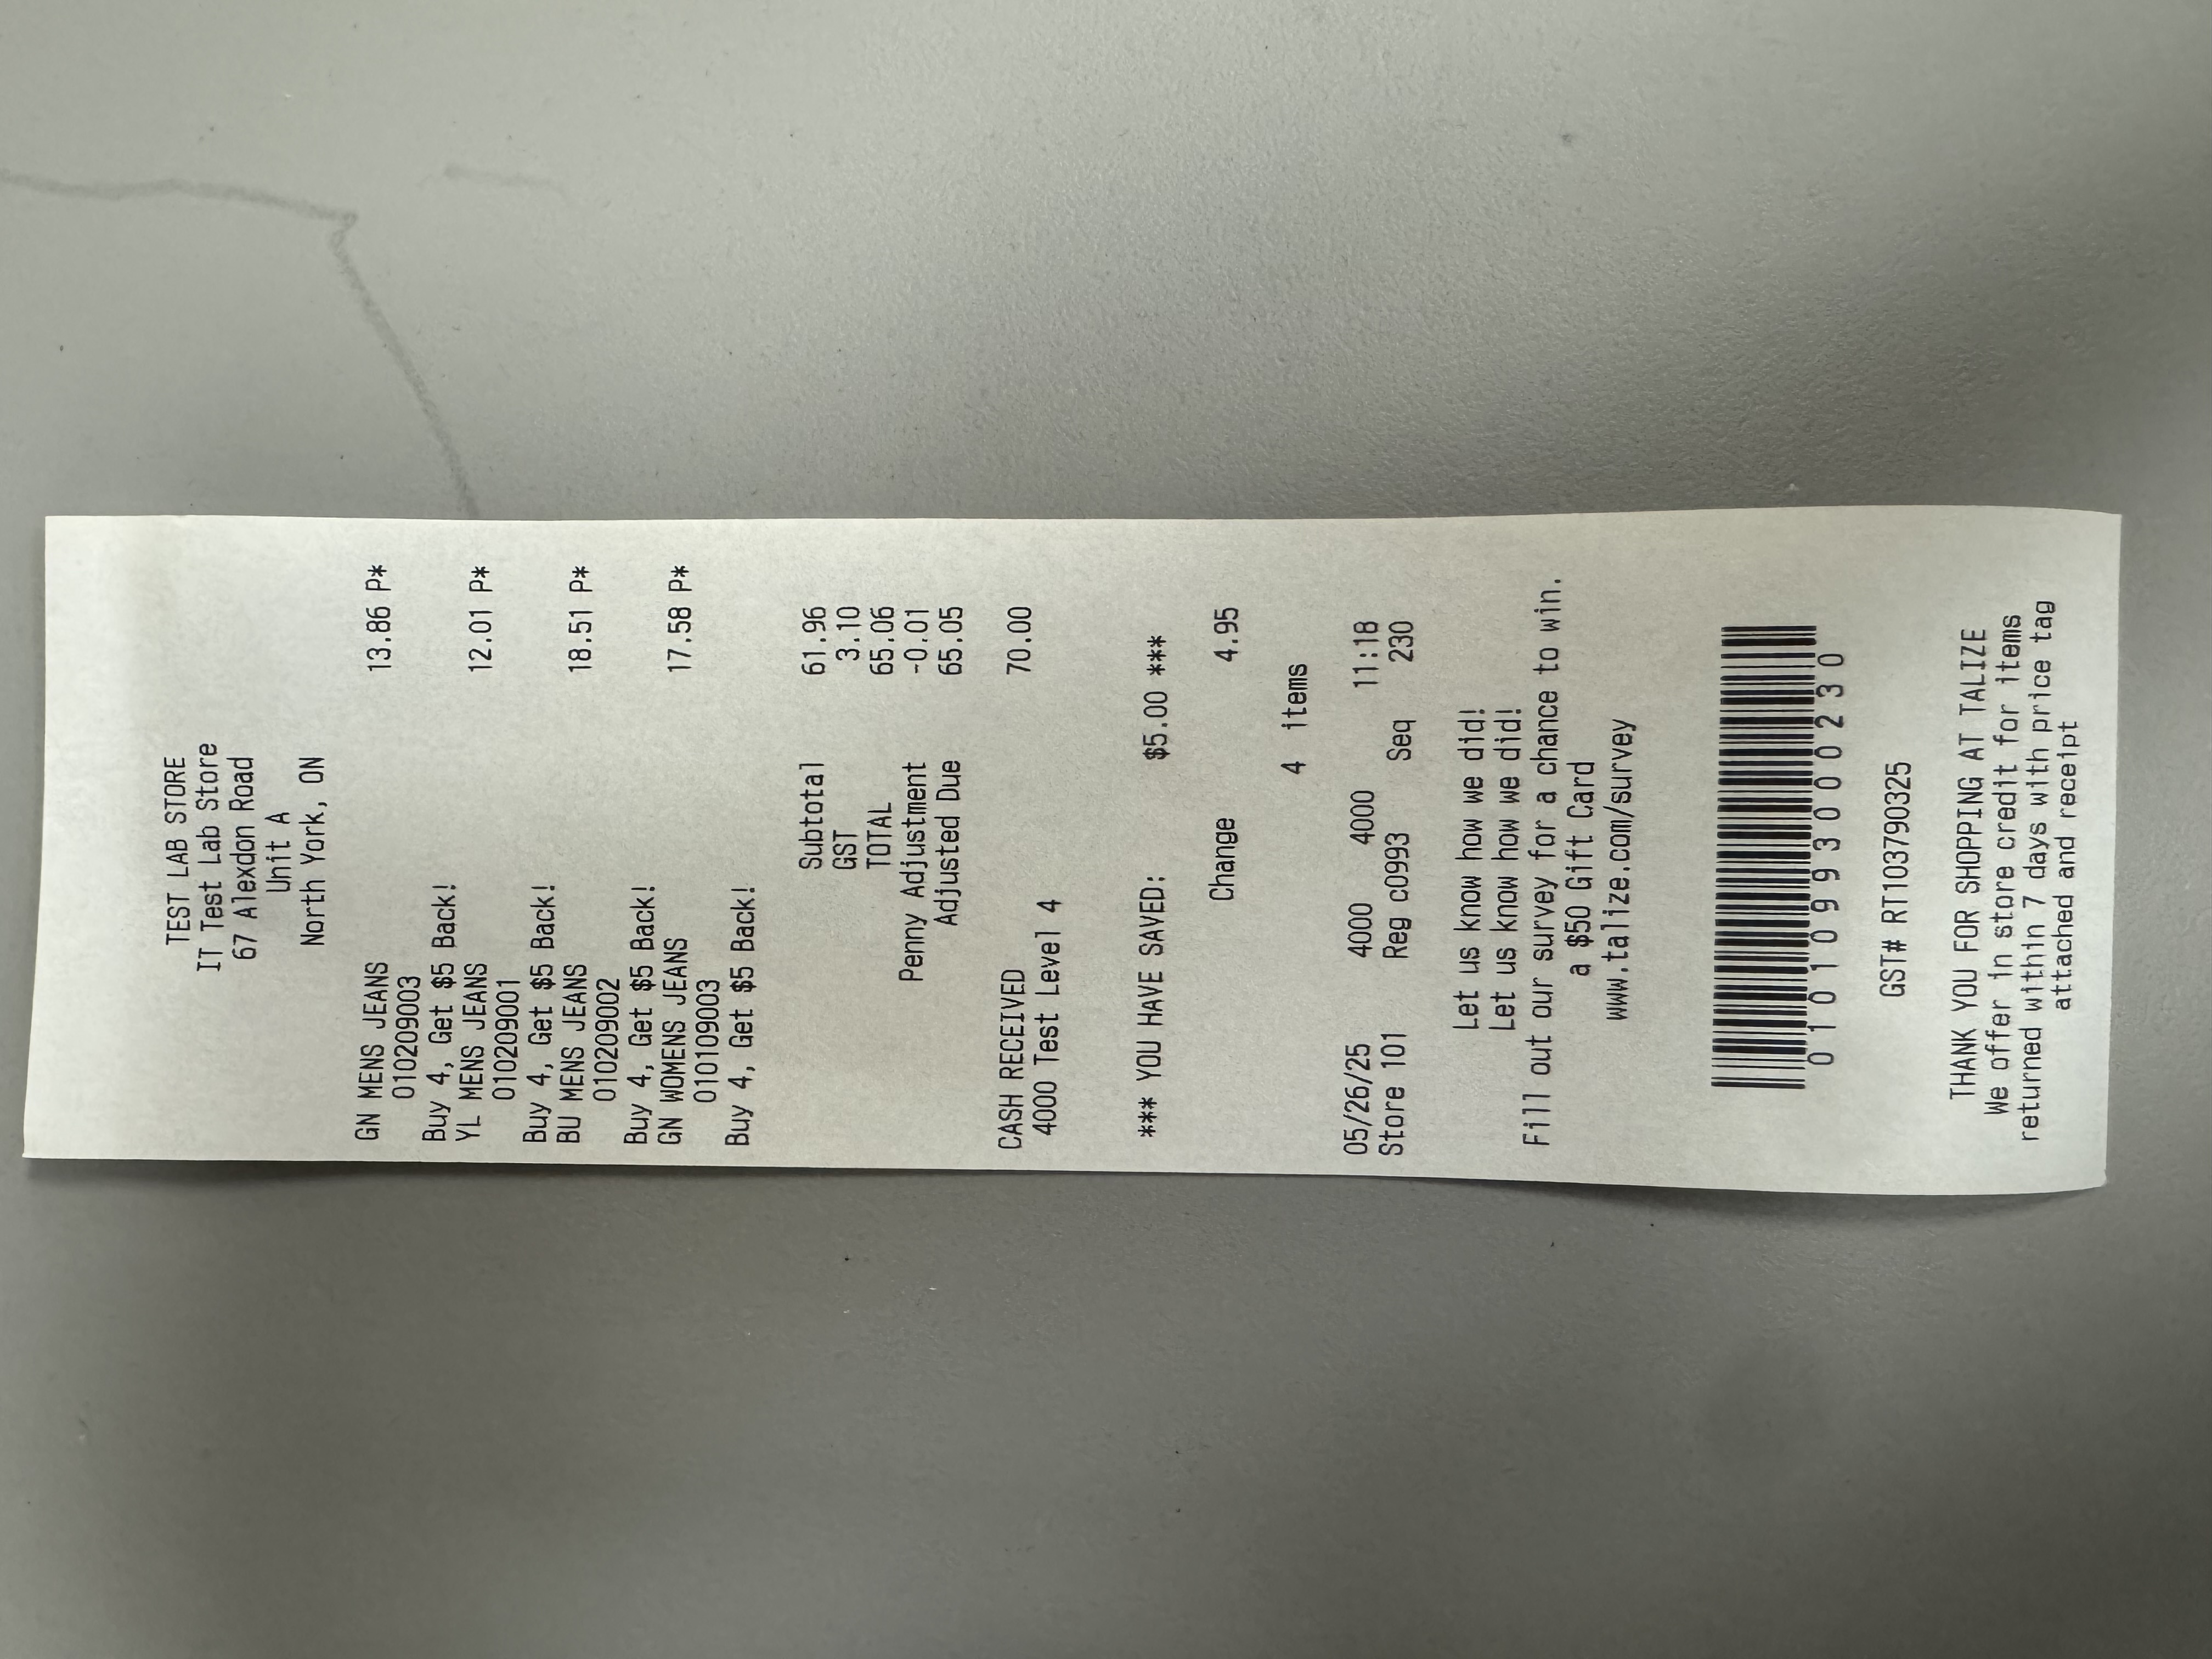 TEST LAB STORE
IT Test Lab Store
67 Alexdon Road
Unit A
North York, ON
GN MENS JEANS 13.86 P*
010209003
Buy 4, Get $5 Back!
YL MENS JEANS 12.01 P*
010209001
Buy 4, Get $5 Back!
BU MENS JEANS 18.51 P*
010209002
Buy 4, Get $5 Back!
GN WOMENS JEANS 17.58 P*
010109003
Buy 4, Get $5 Back!
Subtotal 61.96
GST 3.10
TOTAL 65.06
Penny Adjustment -0.01
Adjusted Due 65.05
CASH RECEIVED 70.00
4000 Test Level 4
*** YOU HAVE SAVED: $5.00 ***
Change 4.95
4 items
05/26/25 4000 4000 11:18
Store 101 Reg c0993 Seq 230
Let us know how we did!
Let us know how we did!
Fill out our survey for a chance to win.
a $50 Gift Card
www.talize.com/survey
01010993000230
GST# RT103790325
THANK YOU FOR SHOPPING AT TALIZE
We offer in store credit for items
returned within 7 days with price tag
attached and receipt